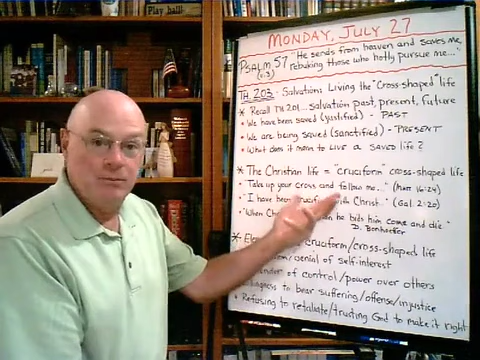 Play ball!
MONDAY, JULY 27
PSALM 57 "He sends from heaven and saves me,
(v.3) rebuking those who hotly pursue me..."
TH 203 - Salvation: Living the "Cross-shaped" life
* Recall TH 201... salvation past, present, future
• We have been saved (justified) - PAST
• We are being saved (sanctified) - PRESENT
• What does it mean to live a saved life?
* The Christian life = "cruciform" cross-shaped life
• "Take up your cross and follow me..." (Matt 16:24)
• "I have been with Christ.." (Gal. 2:20)
• "When he bids him come and die"
D. Bonhoeffer
* cruciform/cross-shaped life
denial of self-interest
of control/power over others
to bear suffering/offense/injustice
• Refusing to retaliate/trusting God to make it right